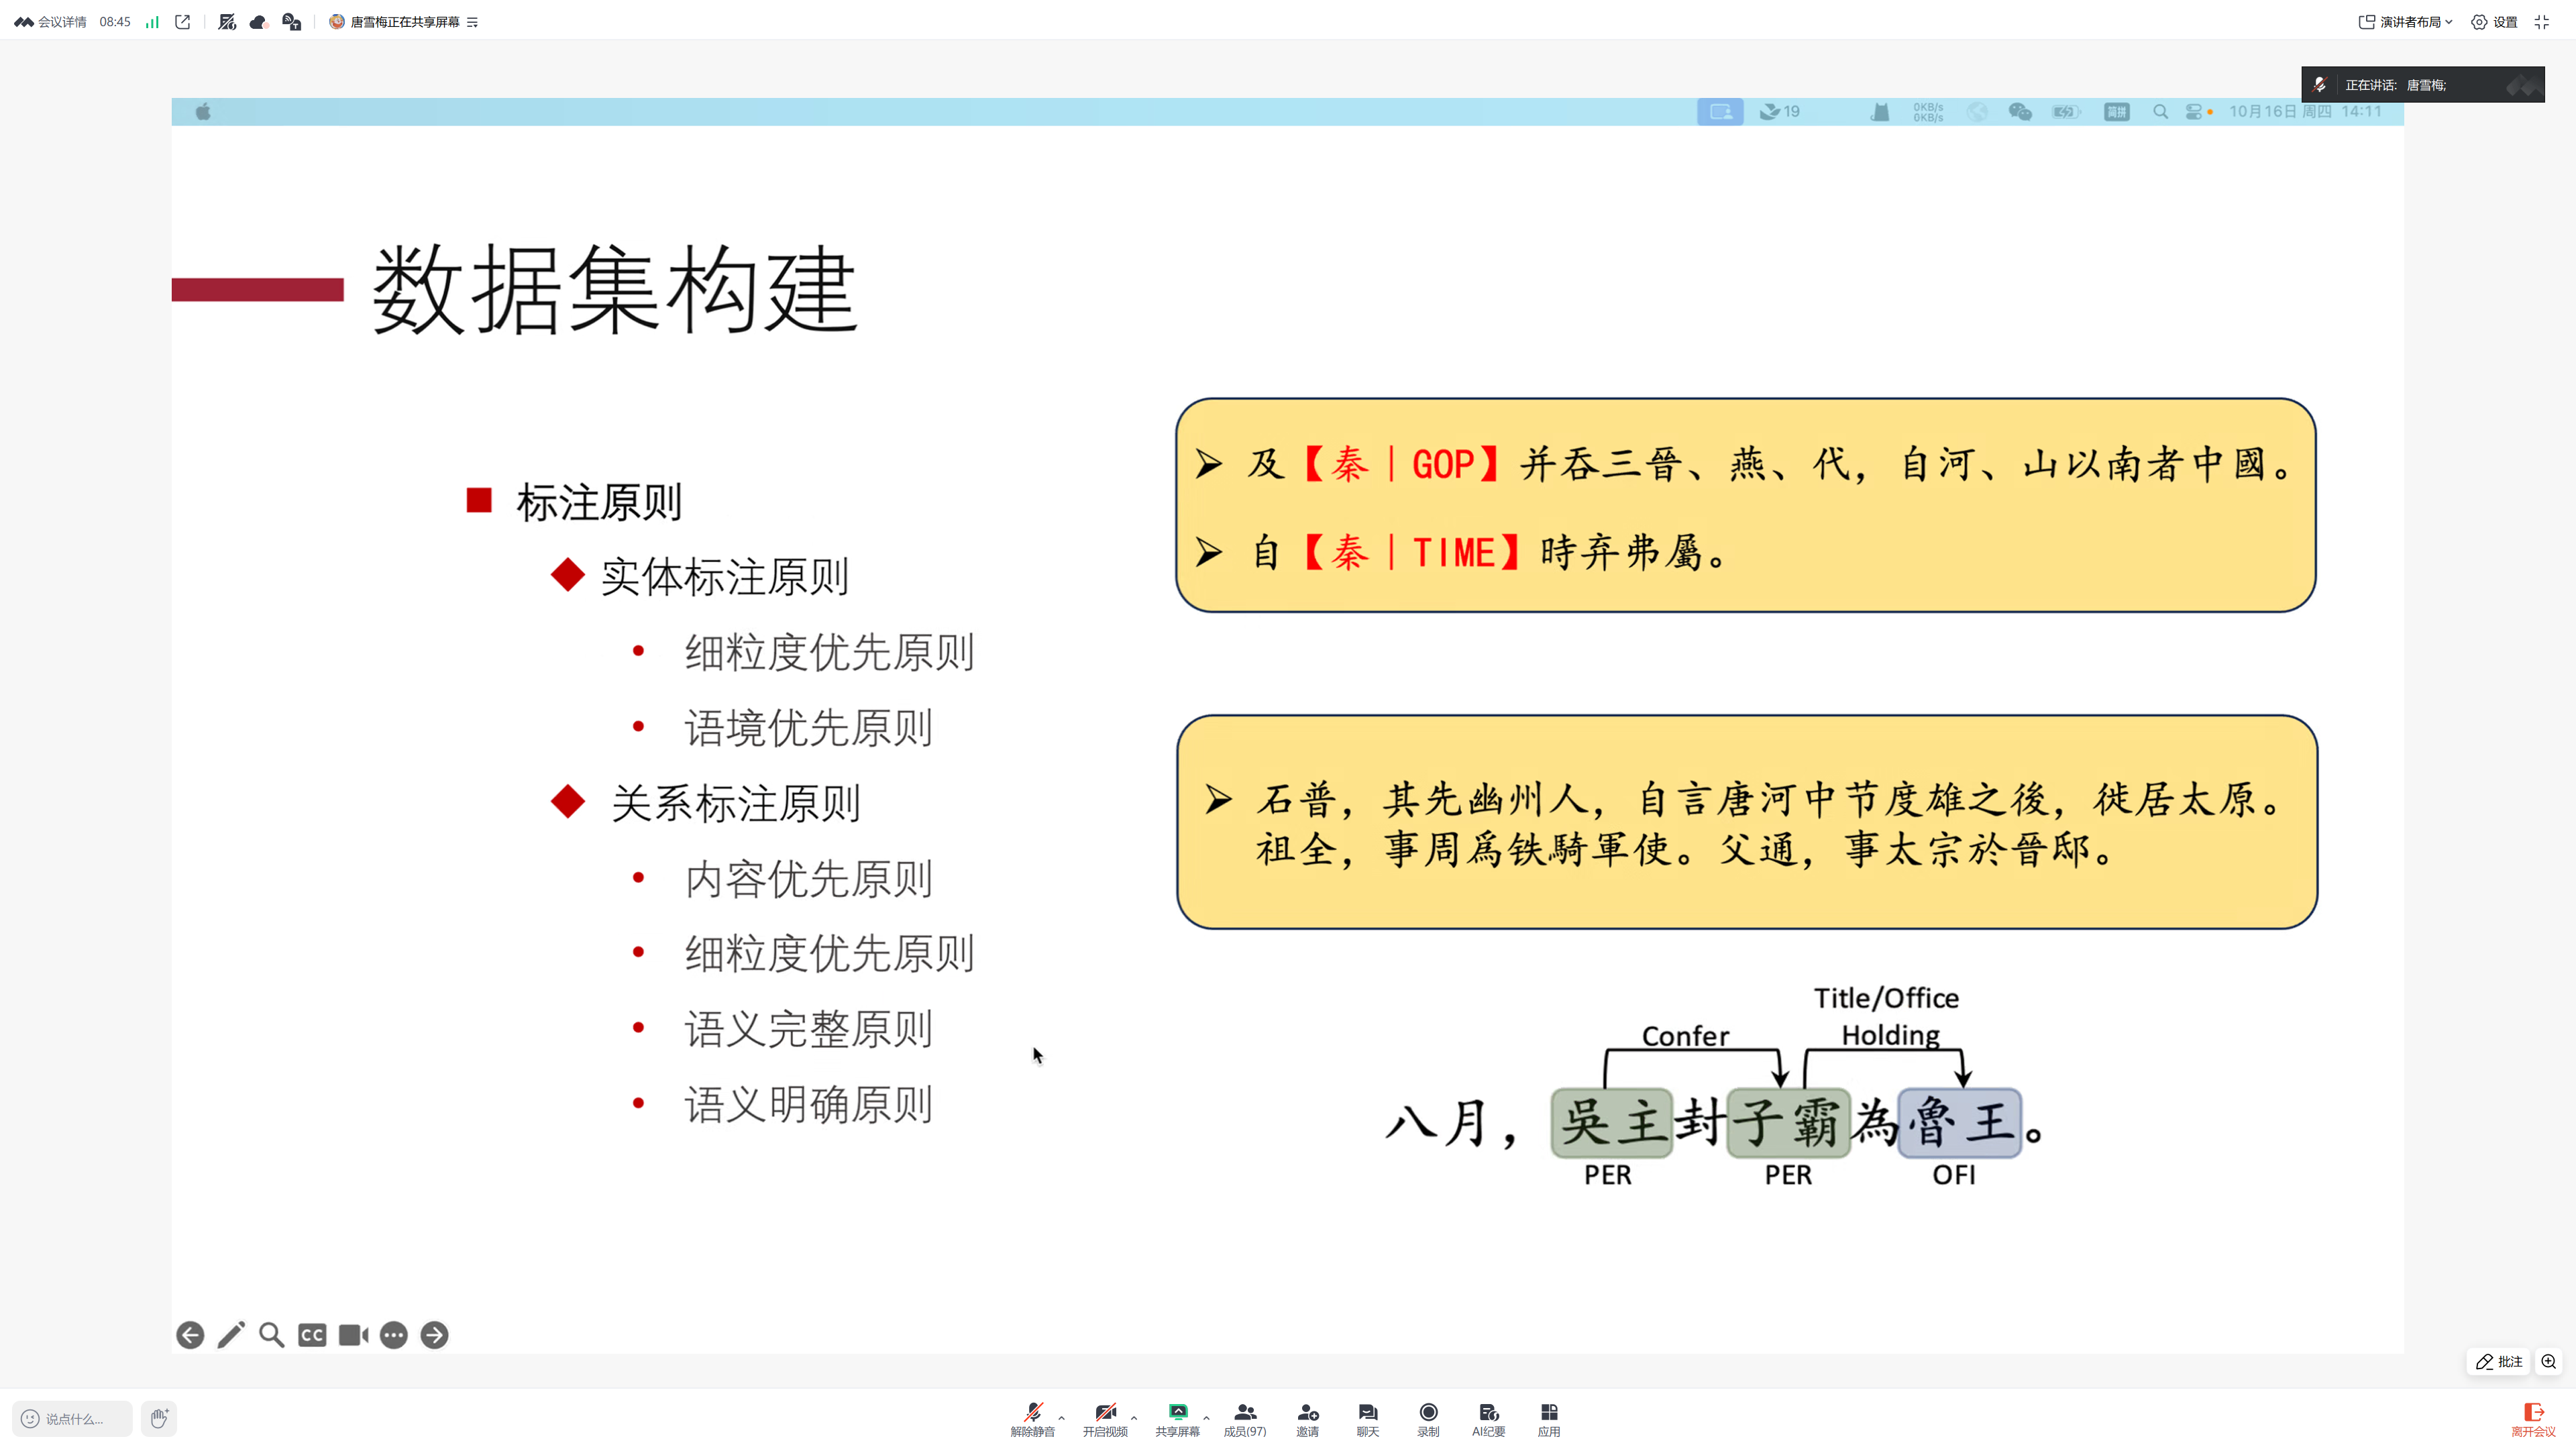 会议详情 08:45 唐雪梅正在共享屏幕 演讲者布局 设置
正在讲话: 唐雪梅;
19 0KB/s 0KB/s 简拼 10月16日 周四 14:11
数据集构建
标注原则
实体标注原则
细粒度优先原则
语境优先原则
关系标注原则
内容优先原则
细粒度优先原则
语义完整原则
语义明确原则
及【秦|GOP】并吞三晉、燕、代，自河、山以南者中國。
自【秦|TIME】時弃弗屬。
石普，其先幽州人，自言唐河中节度雄之後，徙居太原。
祖全，事周爲铁騎軍使。父通，事太宗於晉邸。
Title/Office
Confer Holding
八月，吳主封子霸為魯王。
PER PER OFI
CC
批注
说点什么...
解除静音 开启视频 共享屏幕 成员(97) 邀请 聊天 录制 AI纪要 应用 离开会议